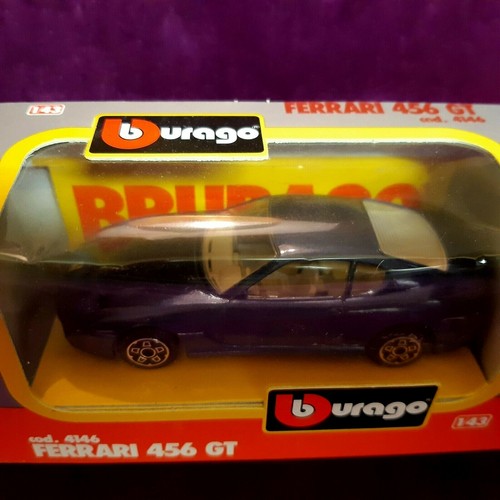 1:43
FERRARI 456 GT
cod. 4146
Burago
BBURAGO
Burago
1:43
cod. 4146
FERRARI 456 GT